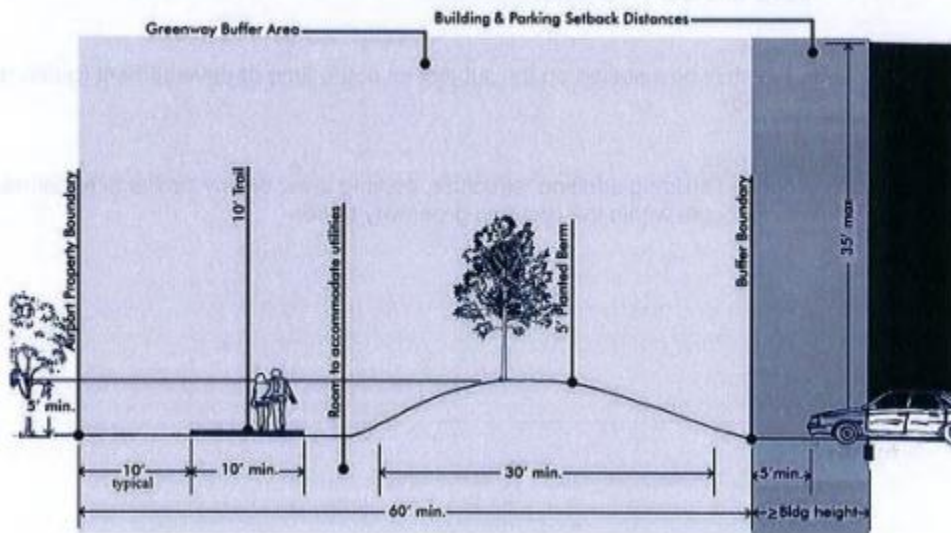 Building & Parking Setback Distances
Greenway Buffer Area
Airport Property Boundary
10' Trail
Room to accommodate utilities
5' Planted Berm
Buffer Boundary
35' max
5' min.
10' typical
10' min.
30' min.
5' min.
60' min.
≥ Bldg height